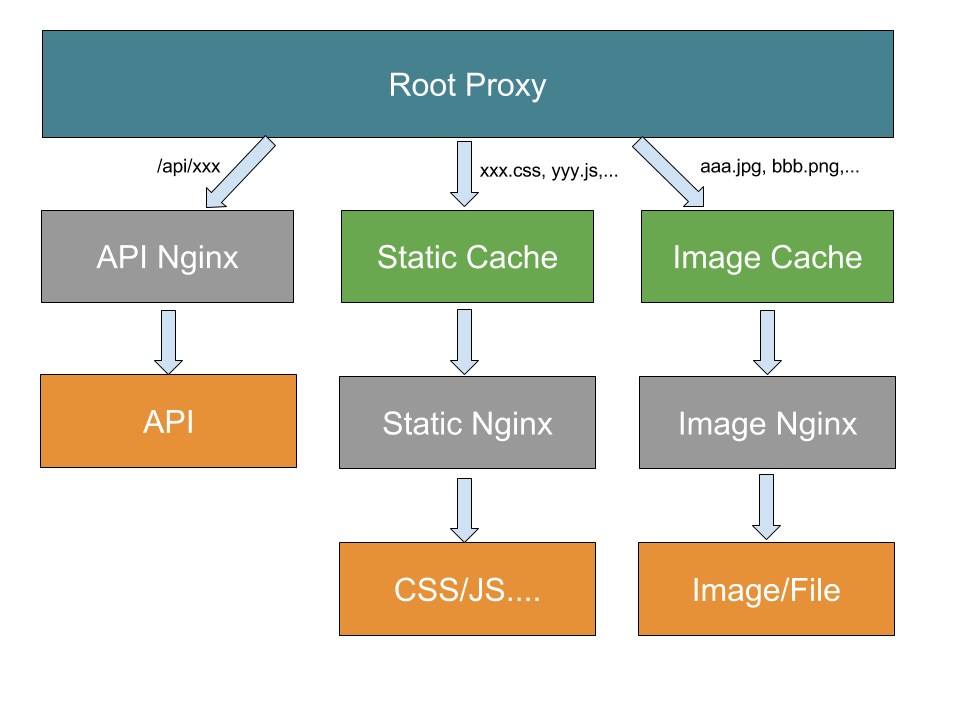 Root Proxy
/api/xxx
xxx.css, yyy.js,...
aaa.jpg, bbb.png,...
API Nginx
Static Cache
Image Cache
API
Static Nginx
Image Nginx
CSS/JS....
Image/File